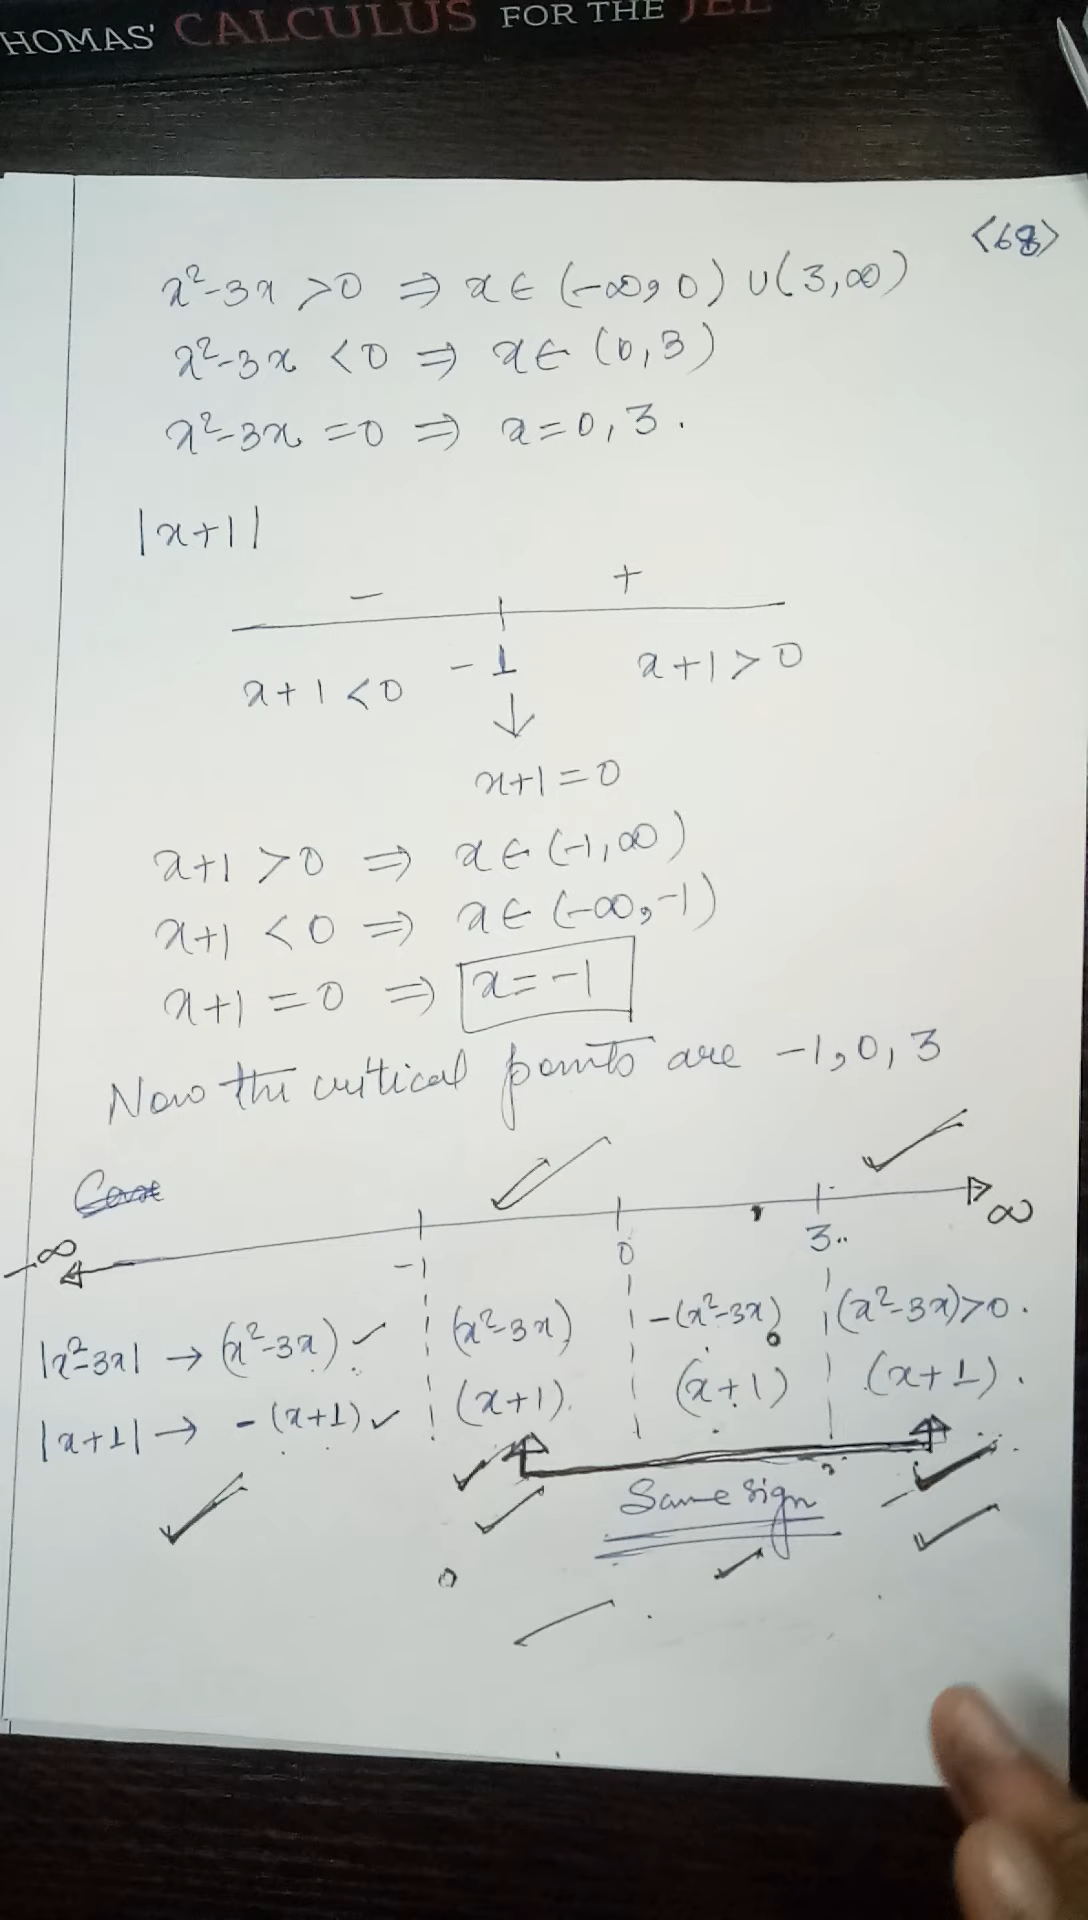 THOMAS' CALCULUS FOR THE JEE
<68>
x²-3x >0 ⇒ x ∈ (-∞, 0) ∪ (3, ∞)
x²-3x <0 ⇒ x ∈ (0, 3)
x²-3x =0 ⇒ x=0, 3.
|x+1|
- +
-1
x+1 <0 x+1 >0
↓
x+1=0
x+1 >0 ⇒ x ∈ (-1, ∞)
x+1 <0 ⇒ x ∈ (-∞, -1)
x+1 =0 ⇒ x=-1
Now the critical points are -1, 0, 3
-∞ -1 0 3 ∞
|x²-3x| → (x²-3x) ✓ (x²-3x) -(x²-3x) (x²-3x)>0.
|x+1| → -(x+1) ✓ (x+1). (x+1) (x+1).
Same sign